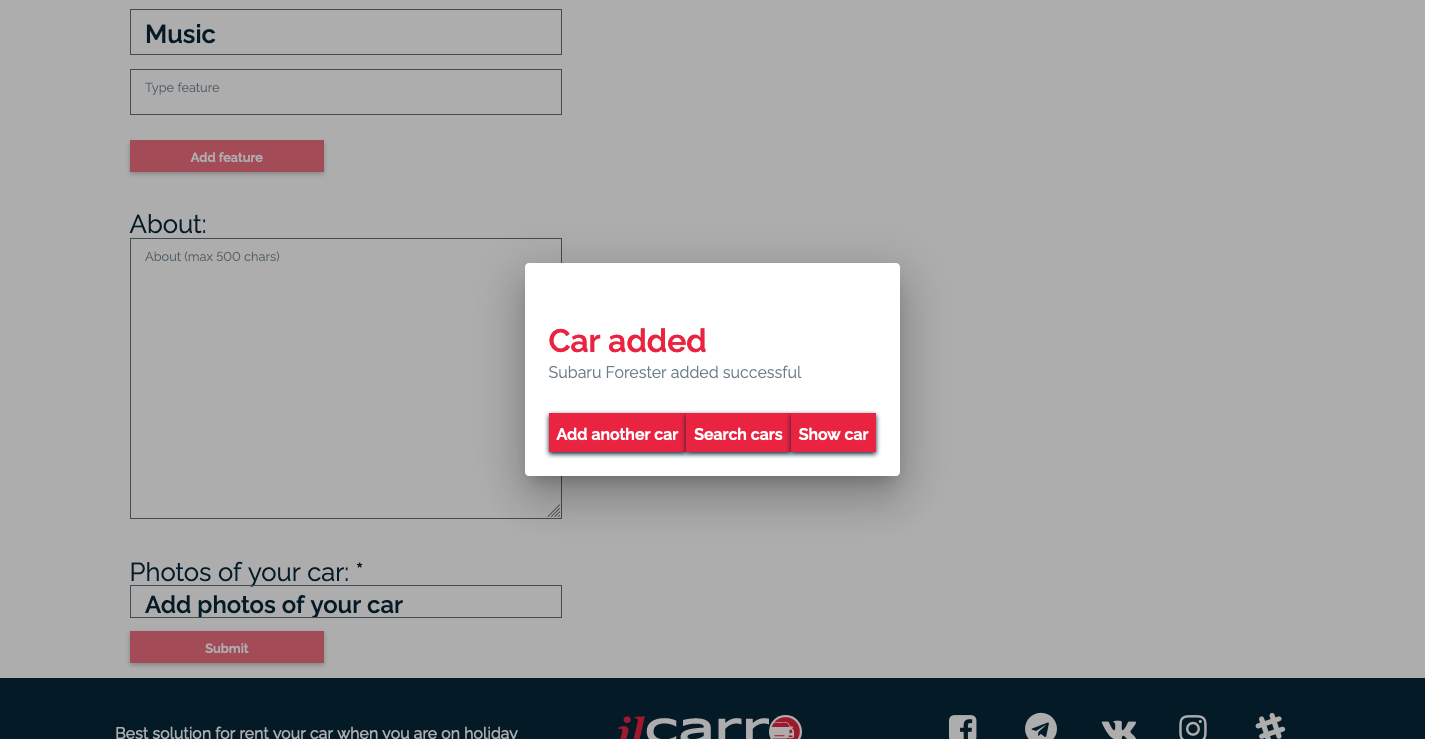 Music
Type feature
Add feature
About:
About (max 500 chars)
Car added
Subaru Forester added successful
Add another car Search cars Show car
Photos of your car: *
Add photos of your car
Submit
Best solution for rent your car when you are on holiday
ilcarro